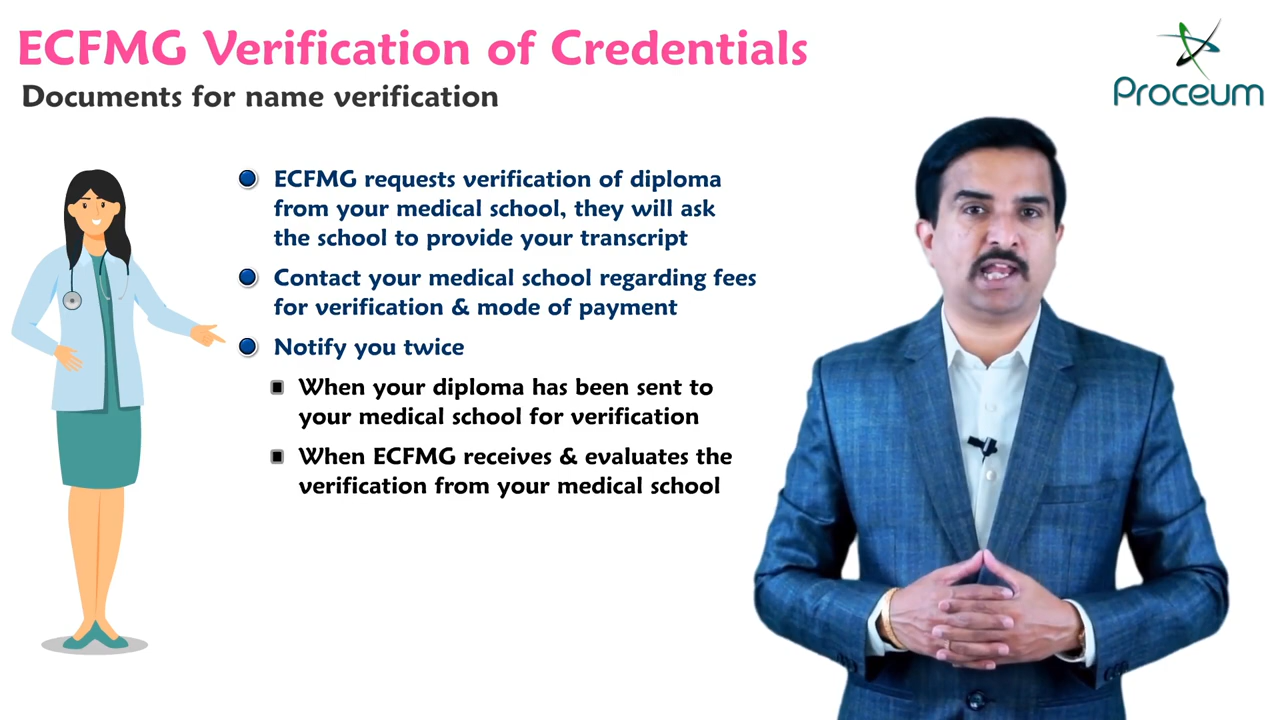 ECFMG Verification of Credentials
Documents for name verification
Proceum
ECFMG requests verification of diploma
from your medical school, they will ask
the school to provide your transcript
Contact your medical school regarding fees
for verification & mode of payment
Notify you twice
When your diploma has been sent to
your medical school for verification
When ECFMG receives & evaluates the
verification from your medical school